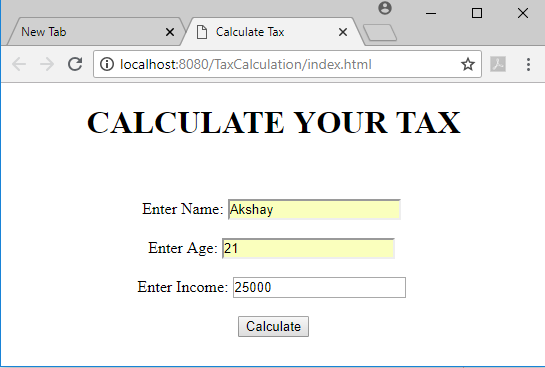 New Tab
Calculate Tax
localhost:8080/TaxCalculation/index.html
CALCULATE YOUR TAX
Enter Name: Akshay
Enter Age: 21
Enter Income: 25000
Calculate